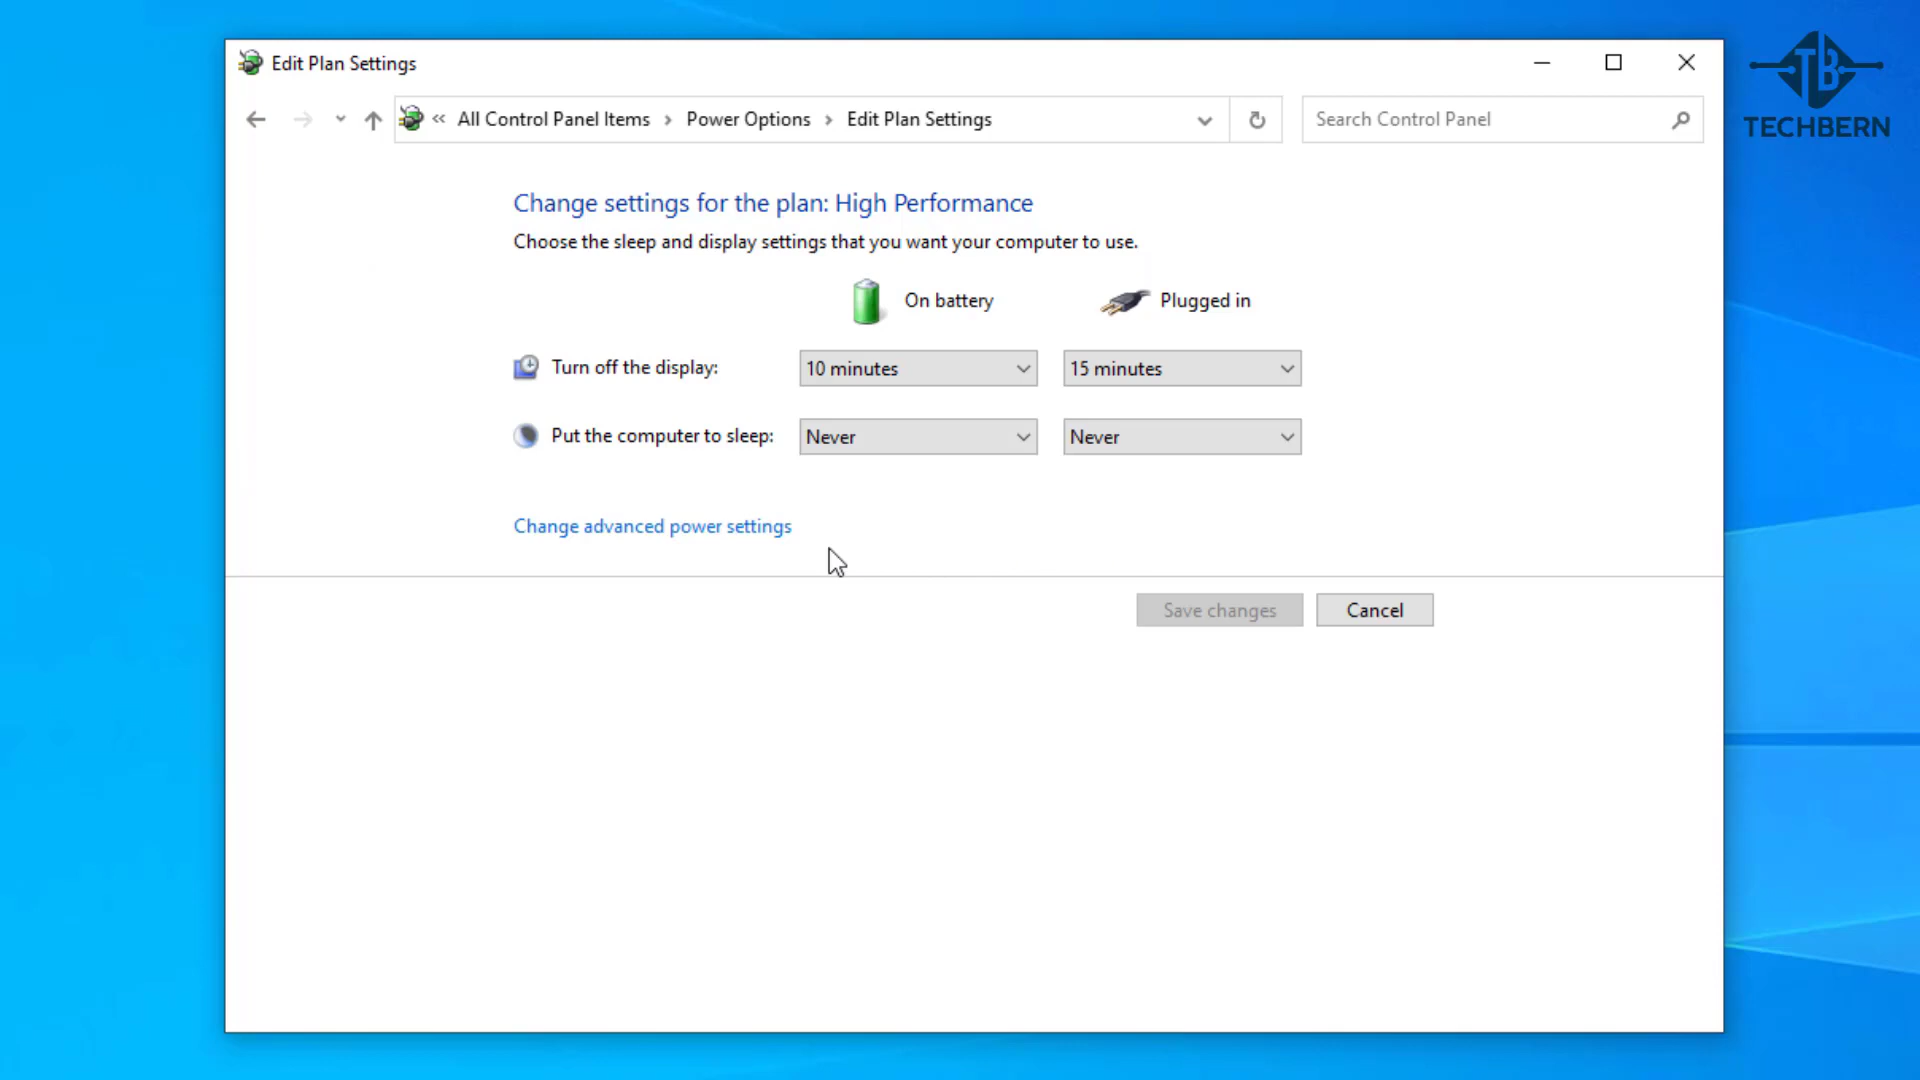 Edit Plan Settings
TB
TECHBERN
« All Control Panel Items › Power Options › Edit Plan Settings
Search Control Panel
Change settings for the plan: High Performance
Choose the sleep and display settings that you want your computer to use.
On battery Plugged in
Turn off the display: 10 minutes 15 minutes
Put the computer to sleep: Never Never
Change advanced power settings
Save changes Cancel